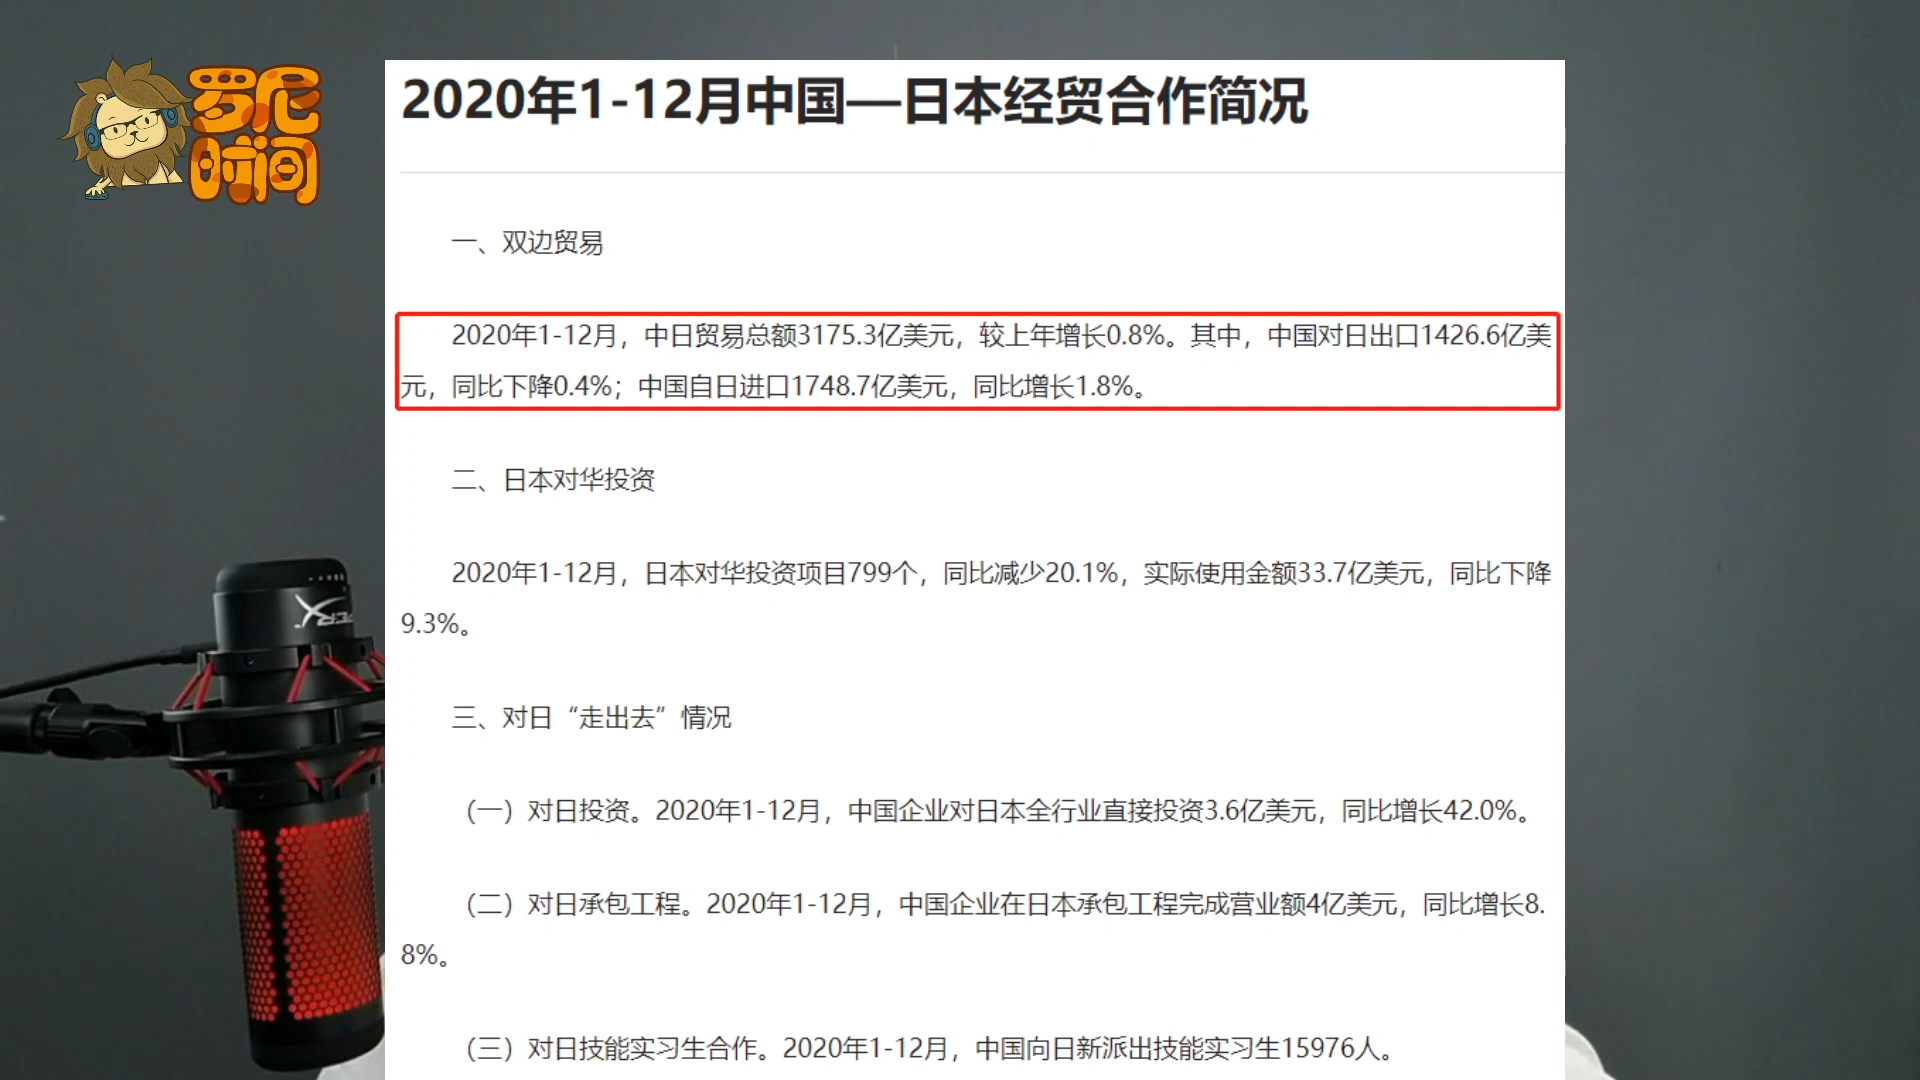 罗尼
时间
2020年1-12月中国—日本经贸合作简况
一、双边贸易
2020年1-12月，中日贸易总额3175.3亿美元，较上年增长0.8%。其中，中国对日出口1426.6亿美
元，同比下降0.4%；中国自日进口1748.7亿美元，同比增长1.8%。
二、日本对华投资
2020年1-12月，日本对华投资项目799个，同比减少20.1%，实际使用金额33.7亿美元，同比下降
9.3%。
三、对日“走出去”情况
（一）对日投资。2020年1-12月，中国企业对日本全行业直接投资3.6亿美元，同比增长42.0%。
（二）对日承包工程。2020年1-12月，中国企业在日本承包工程完成营业额4亿美元，同比增长8.
8%。
（三）对日技能实习生合作。2020年1-12月，中国向日新派出技能实习生15976人。